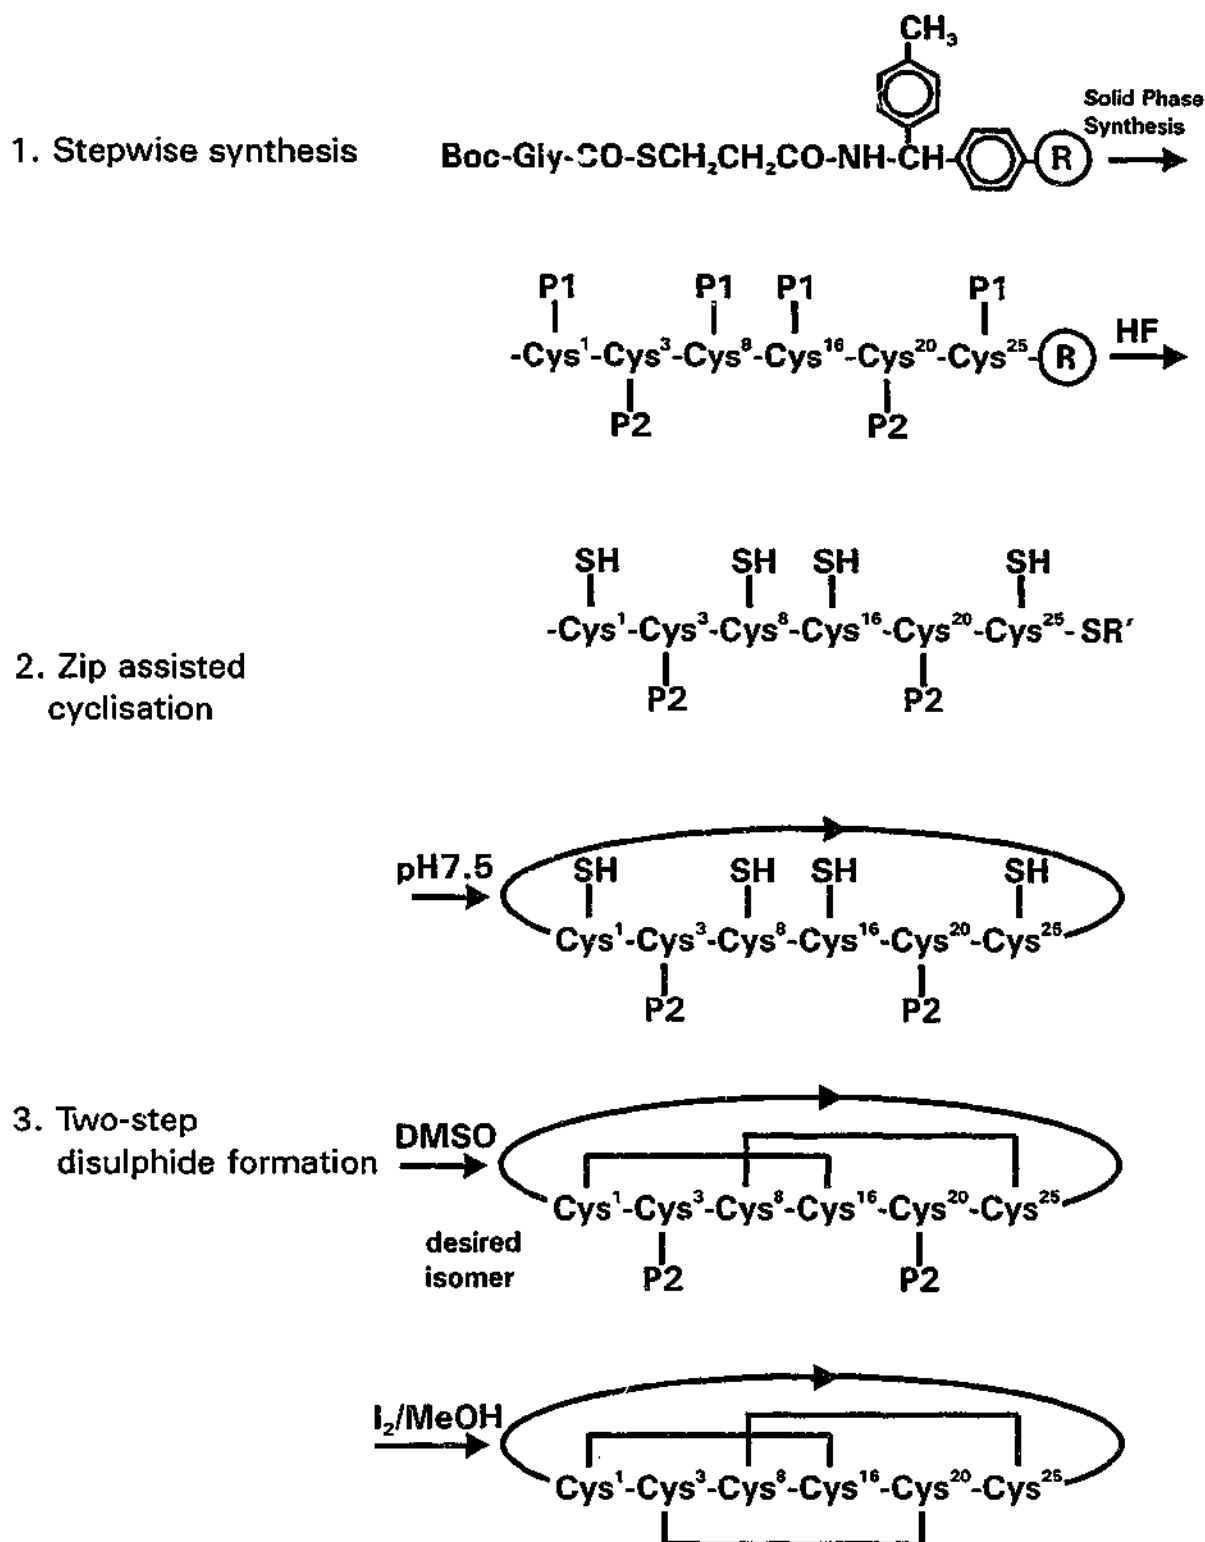 CH₃
Solid Phase
Synthesis
1. Stepwise synthesis
Boc-Gly-CO-SCH₂CH₂CO-NH-CH R
P1 P1 P1 P1
-Cys¹-Cys³-Cys⁸-Cys¹⁶-Cys²⁰-Cys²⁵- R HF
P2 P2
SH SH SH SH
-Cys¹-Cys³-Cys⁸-Cys¹⁶-Cys²⁰-Cys²⁵-SR′
P2 P2
2. Zip assisted
cyclisation
pH7.5
SH SH SH SH
Cys¹-Cys³-Cys⁸-Cys¹⁶-Cys²⁰-Cys²⁵
P2 P2
3. Two-step
disulphide formation
DMSO
Cys¹-Cys³-Cys⁸-Cys¹⁶-Cys²⁰-Cys²⁵
desired
isomer
P2 P2
I₂/MeOH
Cys¹-Cys³-Cys⁸-Cys¹⁶-Cys²⁰-Cys²⁵